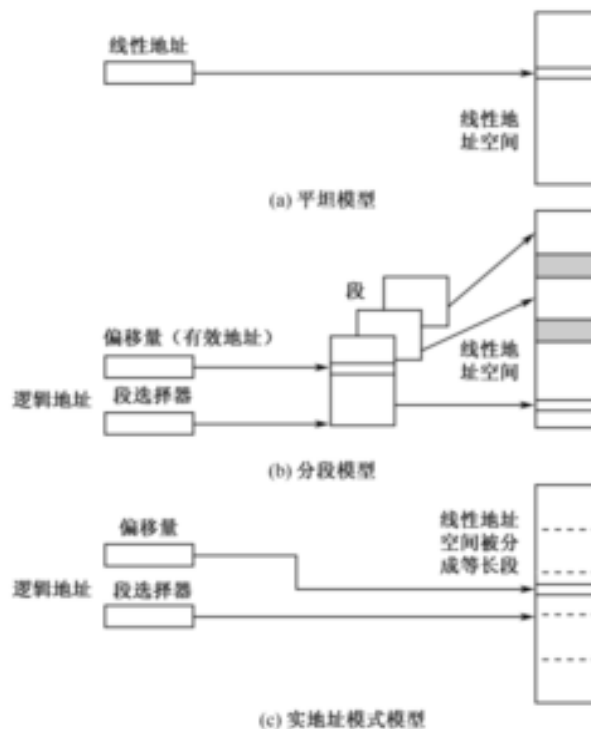 线性地址
线性地
址空间
(a) 平坦模型
段
偏移量（有效地址）
线性地
址空间
逻辑地址
段选择器
(b) 分段模型
线性地址
空间被分
成等长段
偏移量
逻辑地址
段选择器
(c) 实地址模式模型